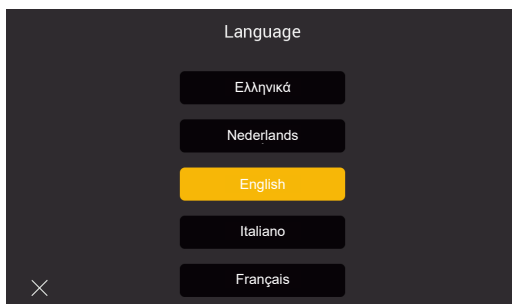 Language
Ελληνικά
Nederlands
English
Italiano
Français